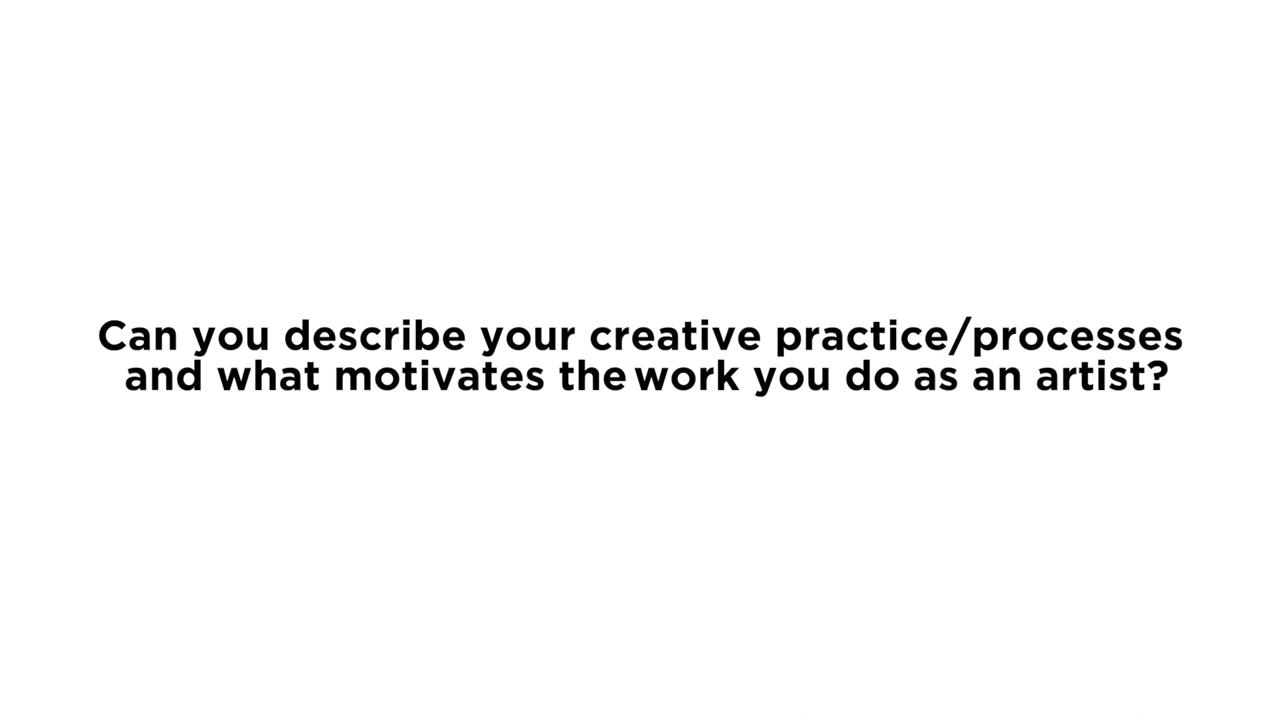 Can you describe your creative practice/processes
and what motivates the work you do as an artist?